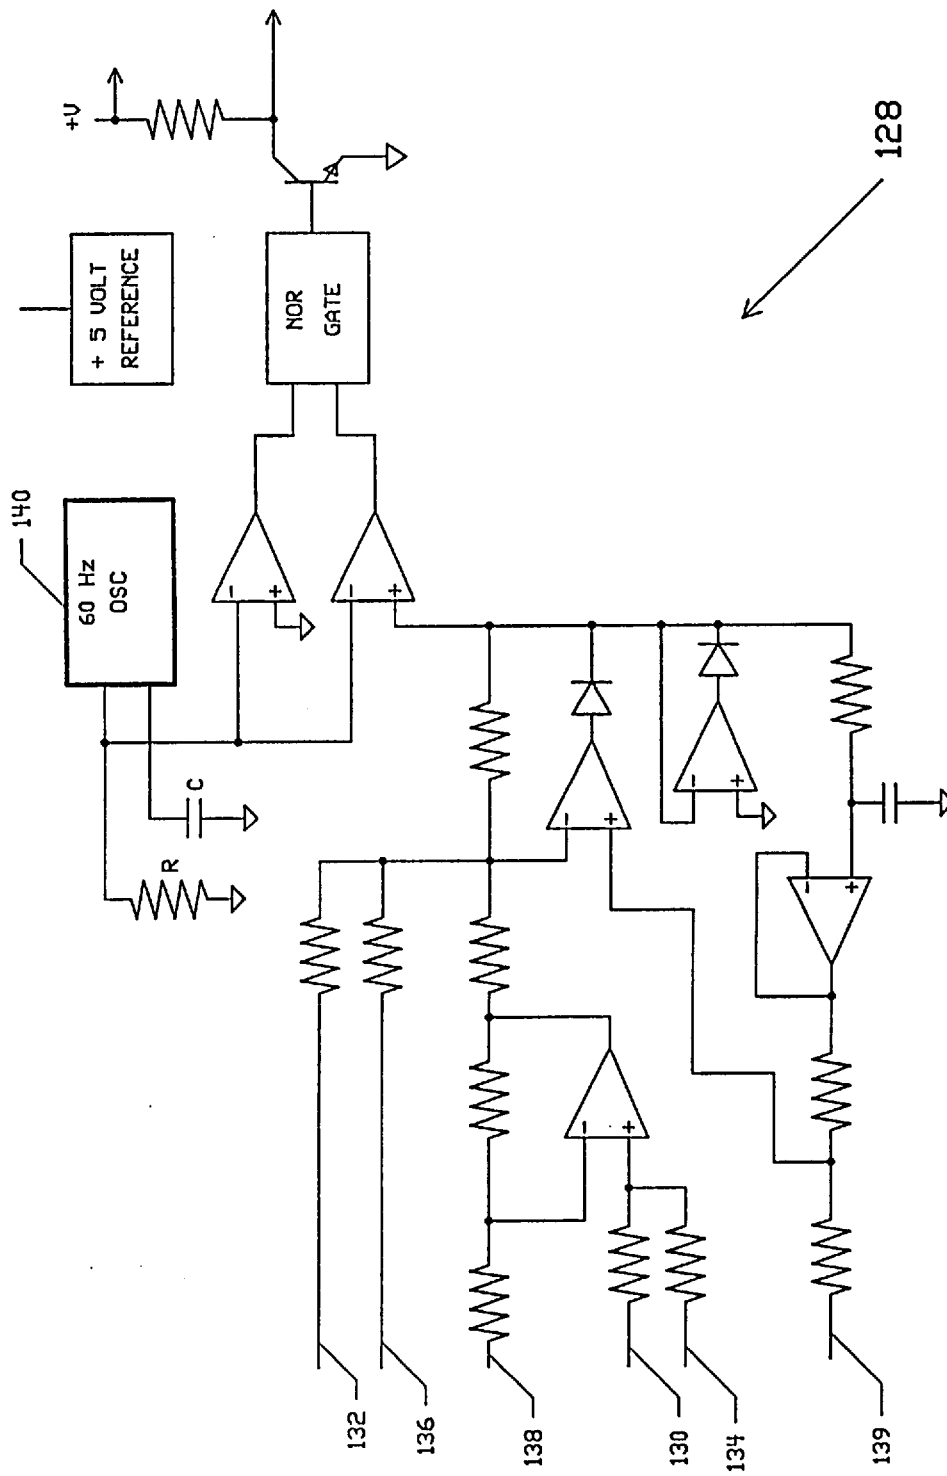 +V
+ 5 VOLT
REFERENCE
NOR
GATE
128
140
60 Hz
OSC
-
+
-
+
R
C
-
+
-
+
-
+
-
+
132
136
138
130
134
139